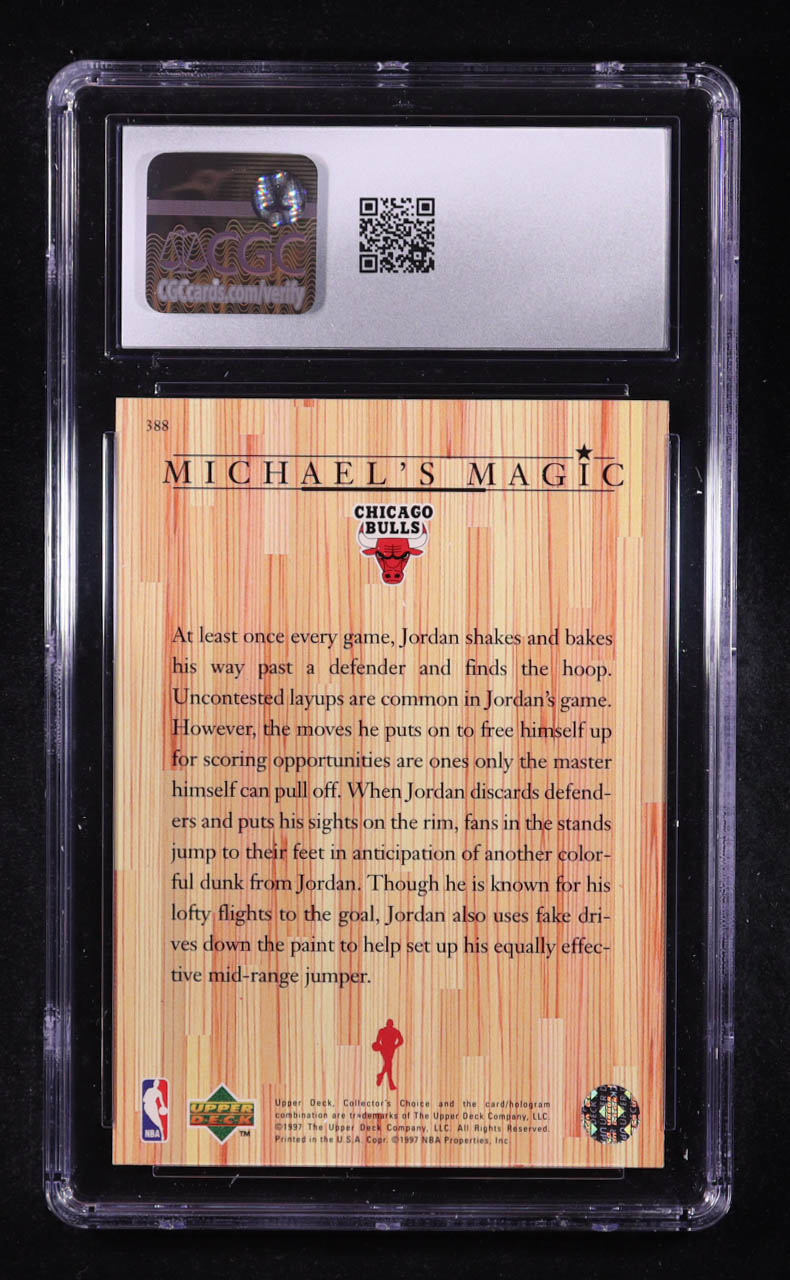 CGC
CGCcards.com/verify
388
MICHAEL'S MAGIC
CHICAGO
BULLS
At least once every game, Jordan shakes and bakes
his way past a defender and finds the hoop.
Uncontested layups are common in Jordan's game.
However, the moves he puts on to free himself up
for scoring opportunities are ones only the master
himself can pull off. When Jordan discards defend-
ers and puts his sights on the rim, fans in the stands
jump to their feet in anticipation of another color-
ful dunk from Jordan. Though he is known for his
lofty flights to the goal, Jordan also uses fake dri-
ves down the paint to help set up his equally effec-
tive mid-range jumper.
NBA
UPPER
DECK
TM
Upper Deck, Collector's Choice and the card/hologram
combination are trademarks of The Upper Deck Company, LLC.
©1997 The Upper Deck Company, LLC. All Rights Reserved.
Printed in the U.S.A. Copr. ©1997 NBA Properties, Inc